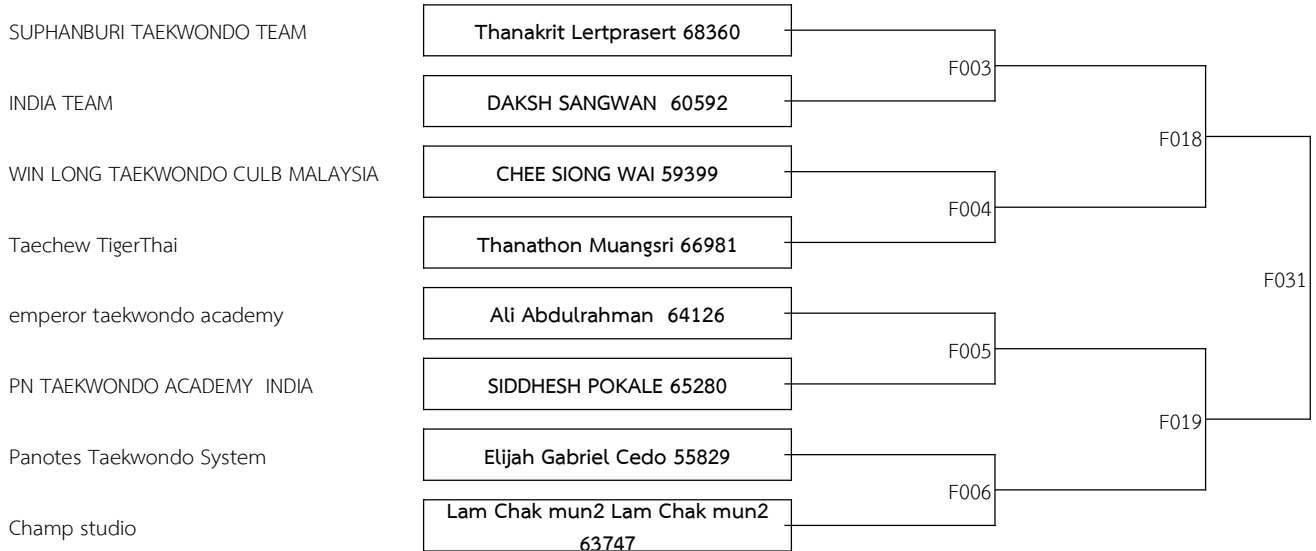 SUPHANBURI TAEKWONDO TEAM
Thanakrit Lertprasert 68360
F003
INDIA TEAM
DAKSH SANGWAN  60592
F018
WIN LONG TAEKWONDO CULB MALAYSIA
CHEE SIONG WAI 59399
F004
Taechew TigerThai
Thanathon Muangsri 66981
F031
emperor taekwondo academy
Ali Abdulrahman  64126
F005
PN TAEKWONDO ACADEMY  INDIA
SIDDHESH POKALE 65280
F019
Panotes Taekwondo System
Elijah Gabriel Cedo 55829
F006
Champ studio
Lam Chak mun2 Lam Chak mun2
63747